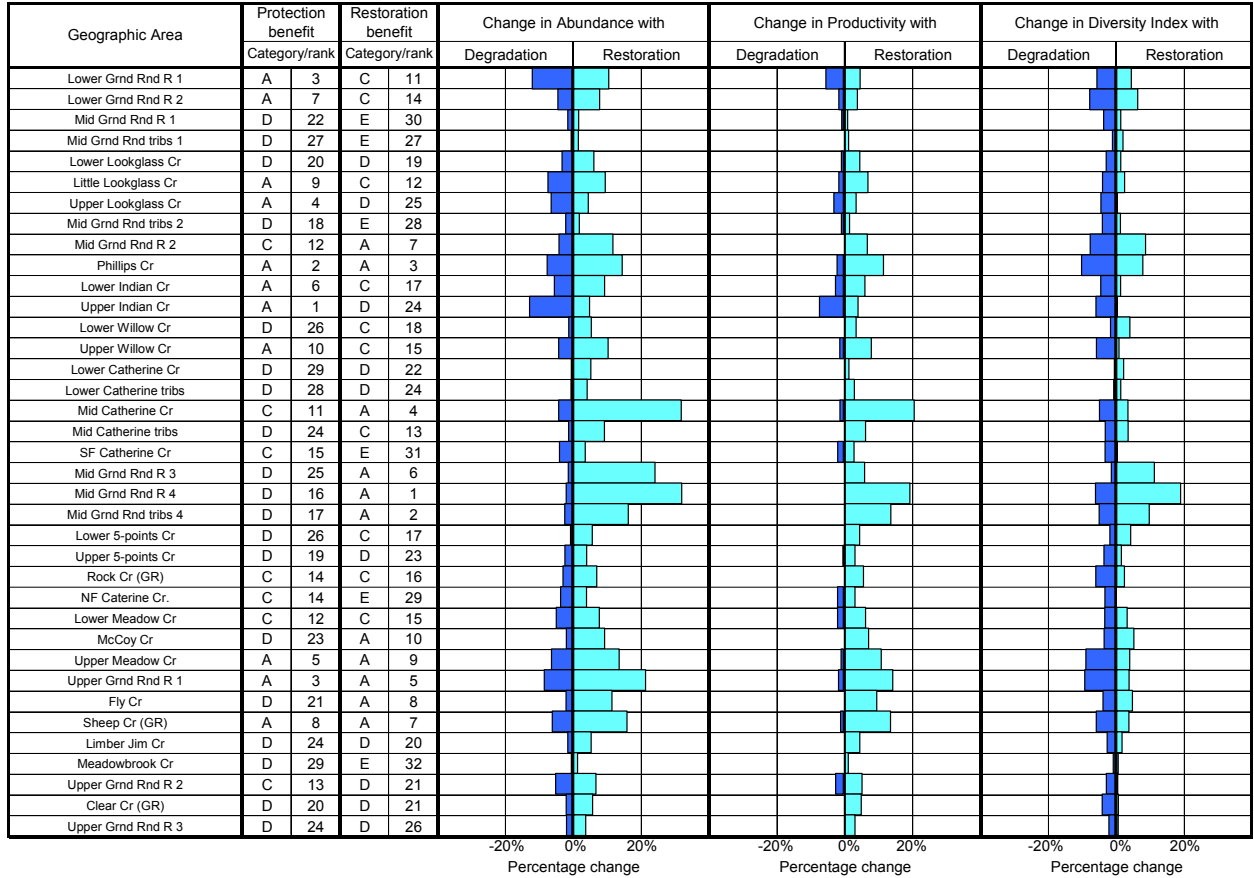 Geographic Area Protection benefit Restoration benefit Change in Abundance with Change in Productivity with Change in Diversity Index with
Category/rank Category/rank Degradation Restoration Degradation Restoration Degradation Restoration
Lower Grnd Rnd R 1 A 3 C 11
Lower Grnd Rnd R 2 A 7 C 14
Mid Grnd Rnd R 1 D 22 E 30
Mid Grnd Rnd tribs 1 D 27 E 27
Lower Lookglass Cr D 20 D 19
Little Lookglass Cr A 9 C 12
Upper Lookglass Cr A 4 D 25
Mid Grnd Rnd tribs 2 D 18 E 28
Mid Grnd Rnd R 2 C 12 A 7
Phillips Cr A 2 A 3
Lower Indian Cr A 6 C 17
Upper Indian Cr A 1 D 24
Lower Willow Cr D 26 C 18
Upper Willow Cr A 10 C 15
Lower Catherine Cr D 29 D 22
Lower Catherine tribs D 28 D 24
Mid Catherine Cr C 11 A 4
Mid Catherine tribs D 24 C 13
SF Catherine Cr C 15 E 31
Mid Grnd Rnd R 3 D 25 A 6
Mid Grnd Rnd R 4 D 16 A 1
Mid Grnd Rnd tribs 4 D 17 A 2
Lower 5-points Cr D 26 C 17
Upper 5-points Cr D 19 D 23
Rock Cr (GR) C 14 C 16
NF Caterine Cr. C 14 E 29
Lower Meadow Cr C 12 C 15
McCoy Cr D 23 A 10
Upper Meadow Cr A 5 A 9
Upper Grnd Rnd R 1 A 3 A 5
Fly Cr D 21 A 8
Sheep Cr (GR) A 8 A 7
Limber Jim Cr D 24 D 20
Meadowbrook Cr D 29 E 32
Upper Grnd Rnd R 2 C 13 D 21
Clear Cr (GR) D 20 D 21
Upper Grnd Rnd R 3 D 24 D 26
-20% 0% 20% -20% 0% 20% -20% 0% 20%
Percentage change Percentage change Percentage change